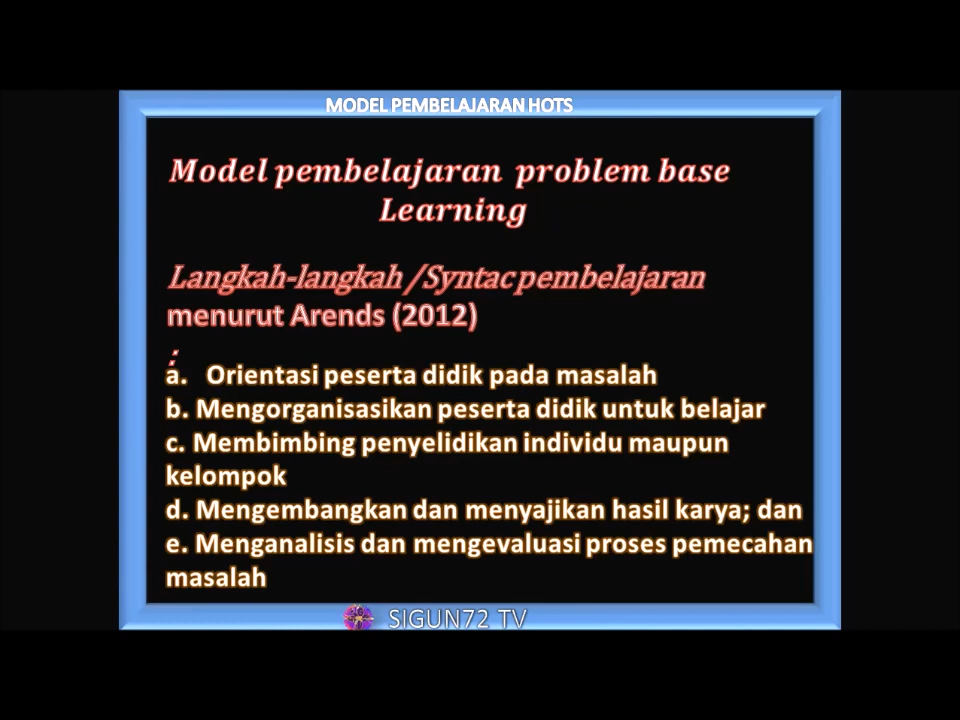 MODEL PEMBELAJARAN HOTS
Model pembelajaran problem base
Learning
Langkah-langkah /Syntac pembelajaran
menurut Arends (2012)
:
a. Orientasi peserta didik pada masalah
b. Mengorganisasikan peserta didik untuk belajar
c. Membimbing penyelidikan individu maupun
kelompok
d. Mengembangkan dan menyajikan hasil karya; dan
e. Menganalisis dan mengevaluasi proses pemecahan
masalah
SIGUN72 TV